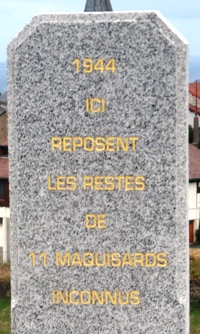 1944
ICI
REPOSENT
LES RESTES
DE
11 MAQUISARDS
INCONNUS